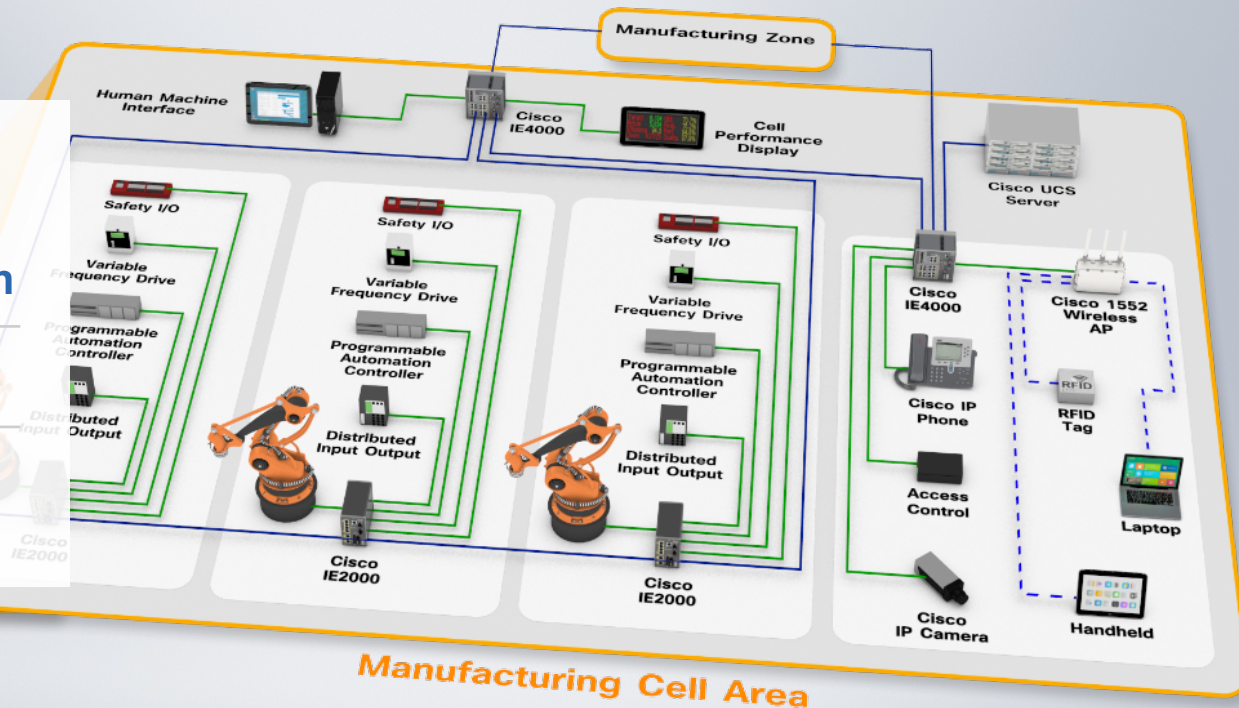 Manufacturing Zone
Human Machine
Interface
Cisco
IE4000
Cell
Performance
Display
Cisco UCS
Server
Safety I/O
Variable
Frequency Drive
Programmable
Automation
Controller
Distributed
Input Output
Cisco
IE2000
Safety I/O
Variable
Frequency Drive
Programmable
Automation
Controller
Distributed
Input Output
Cisco
IE2000
Safety I/O
Variable
Frequency Drive
Programmable
Automation
Controller
Distributed
Input Output
Cisco
IE2000
Cisco
IE4000
Cisco 1552
Wireless
AP
Cisco IP
Phone
RFID
RFID
Tag
Access
Control
Laptop
Cisco
IP Camera
Handheld
Manufacturing Cell Area